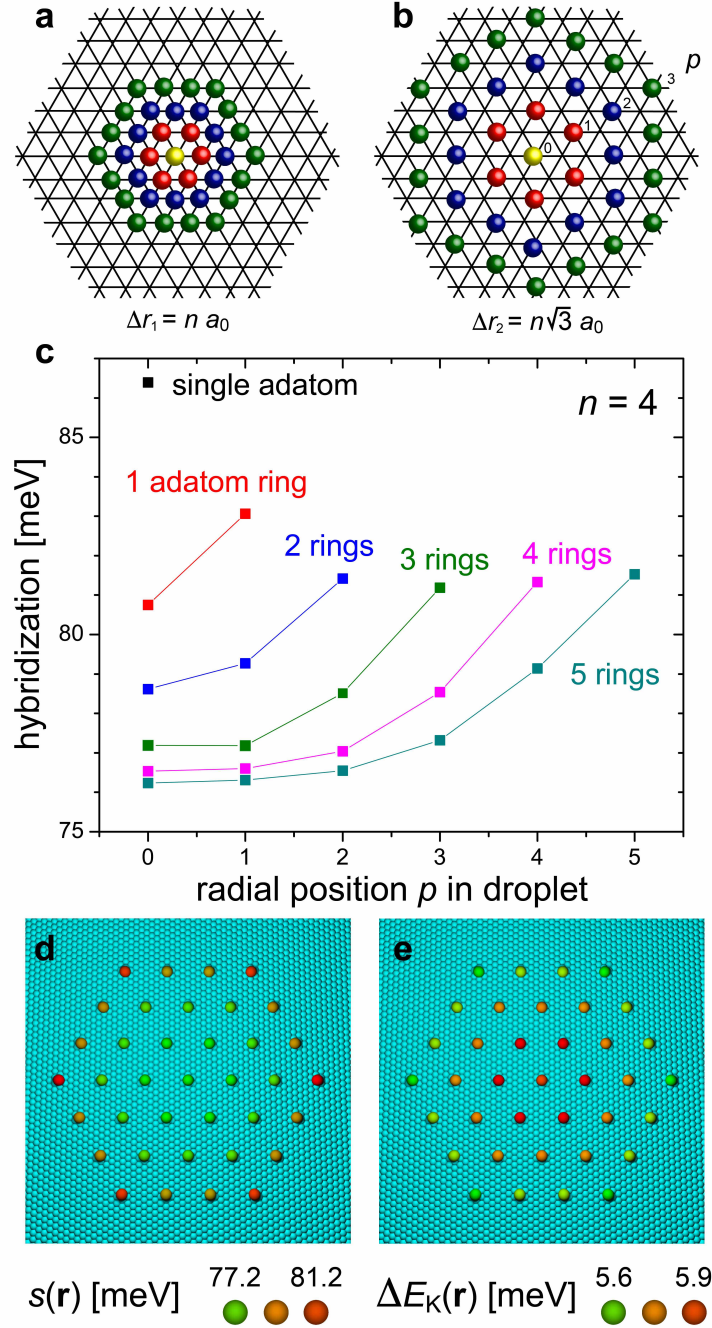 a
b
p
3
2
1
0
Δr₁ = n a₀
Δr₂ = n√3 a₀
c
single adatom
n = 4
85
1 adatom ring
2 rings
3 rings
4 rings
80
5 rings
75
hybridization [meV]
0 1 2 3 4 5
radial position p in droplet
d
e
77.2 81.2
s(r) [meV]
5.6 5.9
ΔE_K(r) [meV]